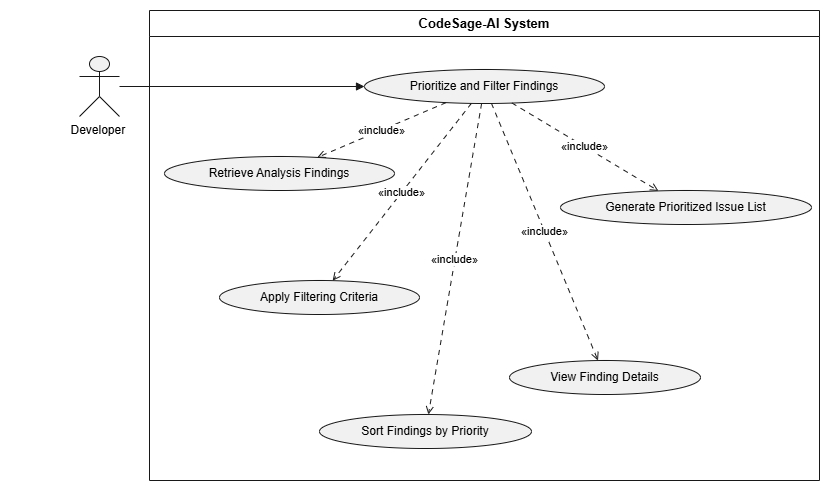 CodeSage-AI System
Prioritize and Filter Findings
Developer
«include»
«include»
Retrieve Analysis Findings
«include»
Generate Prioritized Issue List
«include»
«include»
Apply Filtering Criteria
View Finding Details
Sort Findings by Priority